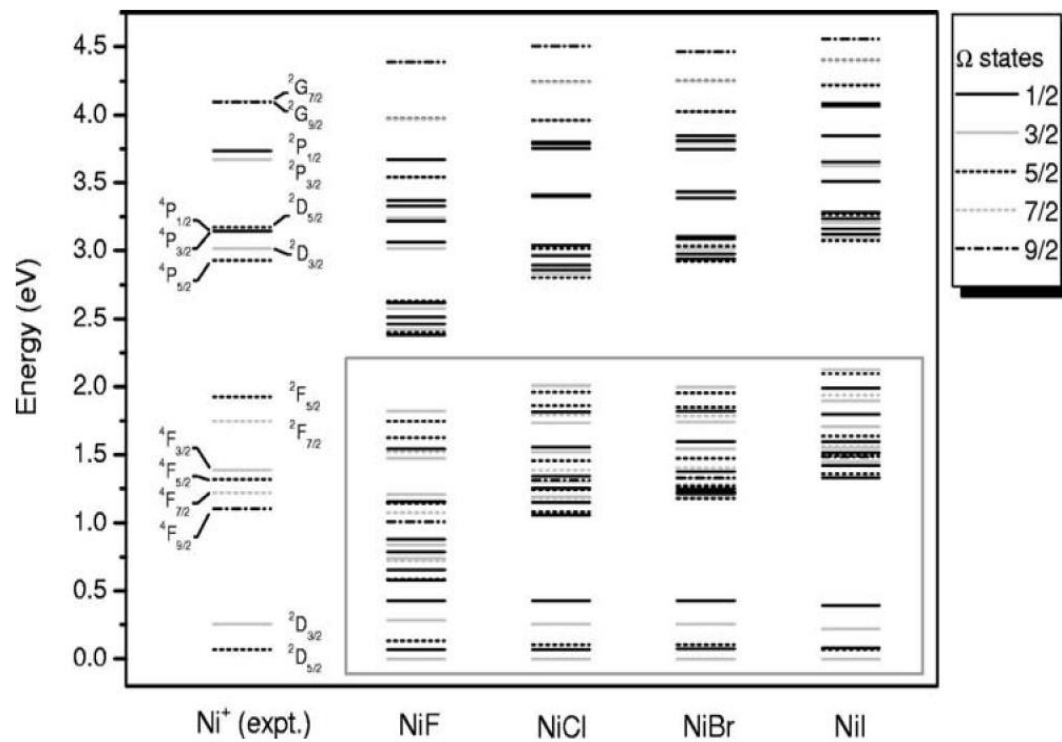 Energy (eV)
4.5
4.0
3.5
3.0
2.5
2.0
1.5
1.0
0.5
0.0
²G₇/₂
²G₉/₂
²P₁/₂
²P₃/₂
⁴P₁/₂
²D₅/₂
⁴P₃/₂
²D₃/₂
⁴P₅/₂
²F₅/₂
²F₇/₂
⁴F₃/₂
⁴F₅/₂
⁴F₇/₂
⁴F₉/₂
²D₃/₂
²D₅/₂
Ni⁺ (expt.)
NiF
NiCl
NiBr
NiI
Ω states
1/2
3/2
5/2
7/2
9/2